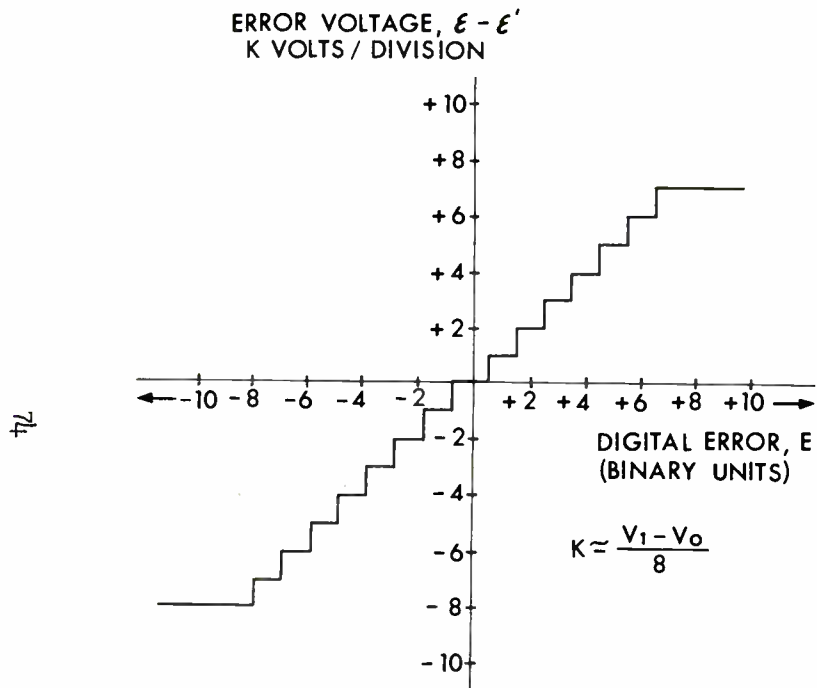 ERROR VOLTAGE, ε - ε'
K VOLTS / DIVISION
+ 10
+ 8
+ 6
+ 4
+ 2
-10 -8 -6 -4 -2 +2 +4 +6 +8 +10
- 2
- 4
- 6
- 8
- 10
DIGITAL ERROR, E
(BINARY UNITS)
K ≃ V1 - V0 / 8
74